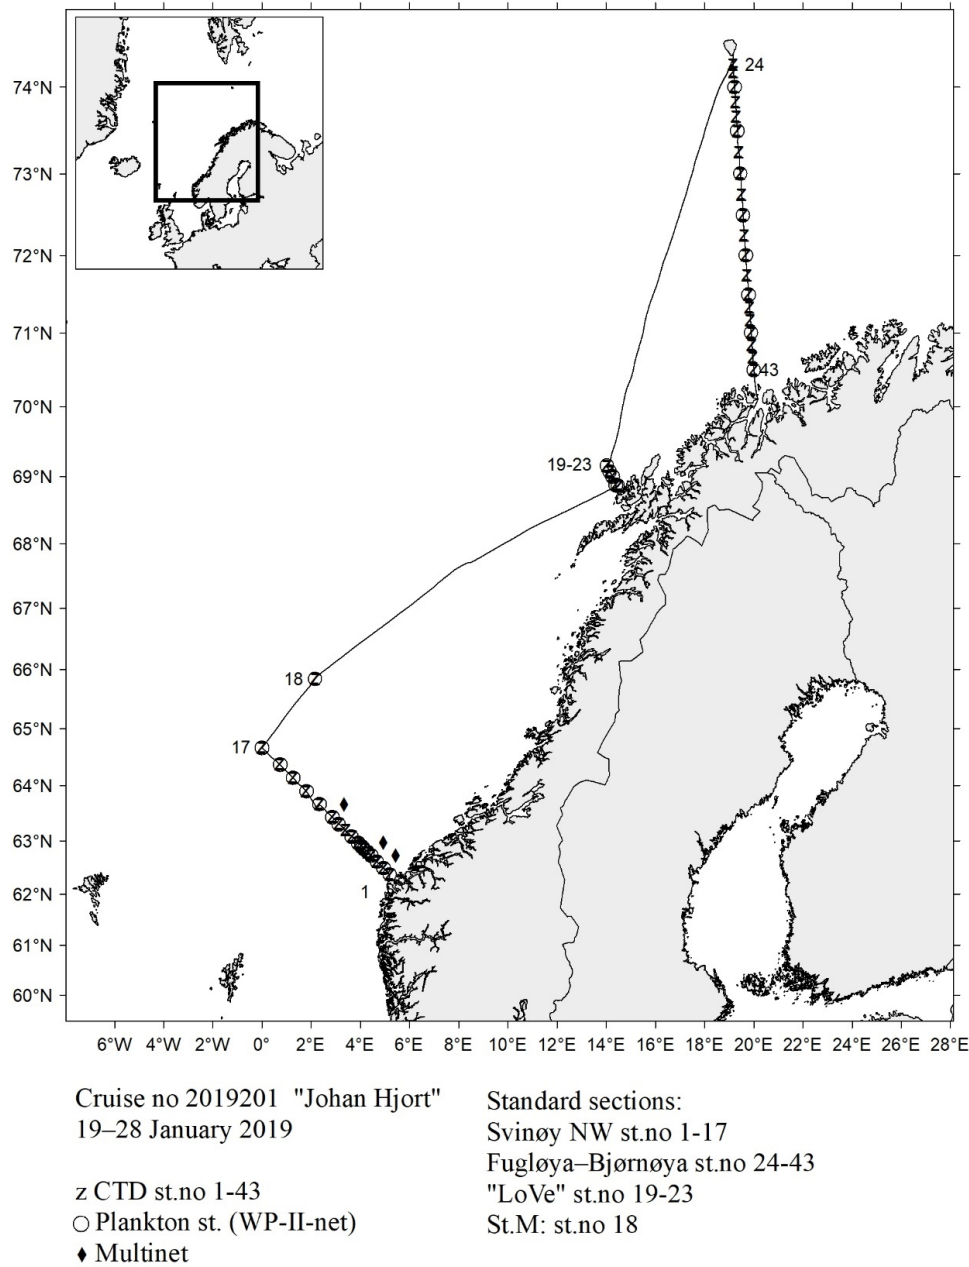 74°N
24
73°N
72°N
71°N
43
70°N
19-23
69°N
68°N
67°N
66°N
18
65°N
17
64°N
63°N
1
62°N
61°N
60°N
6°W 4°W 2°W 0° 2°E 4°E 6°E 8°E 10°E 12°E 14°E 16°E 18°E 20°E 22°E 24°E 26°E 28°E
Cruise no 2019201 "Johan Hjort"
19–28 January 2019
z CTD st.no 1-43
Plankton st. (WP-II-net)
Multinet
Standard sections:
Svinøy NW st.no 1-17
Fugløya–Bjørnøya st.no 24-43
"LoVe" st.no 19-23
St.M: st.no 18